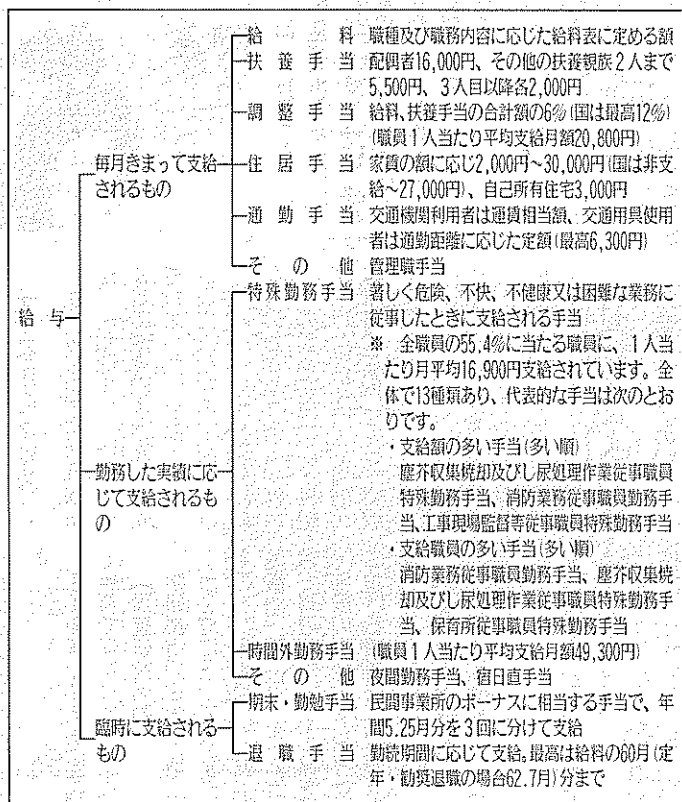 給与
毎月きまって支給
されるもの
給料 職種及び職務内容に応じた給料表に定める額
扶養手当 配偶者16,000円、その他の扶養親族2人まで
5,500円、3人目以降各2,000円
調整手当 給料、扶養手当の合計額の6%(国は最高12%)
(職員1人当たり平均支給月額20,800円)
住居手当 家賃の額に応じ2,000円~30,000円(国は非支
給~27,000円)、自己所有住宅3,000円
通勤手当 交通機関利用者は運賃相当額、交通用具使用
者は通勤距離に応じた定額(最高6,300円)
その他 管理職手当
勤務した実績に応
じて支給されるも
の
特殊勤務手当 著しく危険、不快、不健康又は困難な業務に
従事したときに支給される手当
※ 全職員の55.4%に当たる職員に、1人当
たり月平均16,900円支給されています。全
体で13種類あり、代表的な手当は次のとお
りです。
・支給額の多い手当(多い順)
塵芥収集焼却及びし尿処理作業従事職員
特殊勤務手当、消防業務従事職員勤務手
当、工事現場監督等従事職員特殊勤務手当
・支給職員の多い手当(多い順)
消防業務従事職員勤務手当、塵芥収集焼
却及びし尿処理作業従事職員特殊勤務手
当、保育所従事職員特殊勤務手当
時間外勤務手当 (職員1人当たり平均支給月額49,300円)
その他 夜間勤務手当、宿日直手当
臨時に支給される
もの
期末・勤勉手当 民間事業所のボーナスに相当する手当で、年
間5.25月分を3回に分けて支給
退職手当 勤続期間に応じて支給。最高は給料の60月(定
年・勧奨退職の場合62.7月)分まで